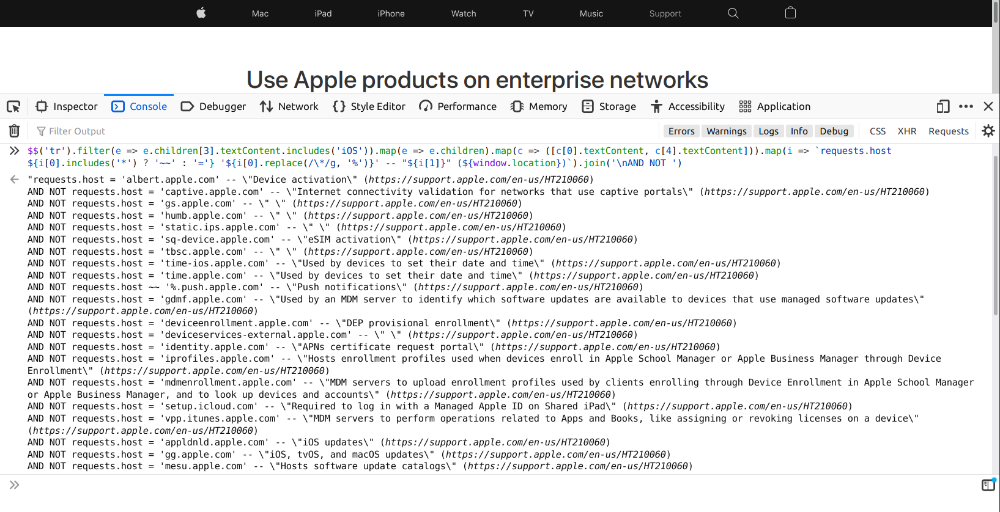 Mac iPad iPhone Watch TV Music Support
Use Apple products on enterprise networks
Inspector Console Debugger Network Style Editor Performance Memory Storage Accessibility Application
Filter Output Errors Warnings Logs Info Debug CSS XHR Requests
$$('tr').filter(e => e.children[3].textContent.includes('iOS')).map(e => e.children).map(c => ([c[0].textContent, c[4].textContent])).map(i => `requests.host
${i[0].includes('*') ? '~~' : '='} '${i[0].replace(/\*/g, '%')}' -- "${i[1]}" (${window.location})`).join('\nAND NOT ')
"requests.host = 'albert.apple.com' -- \"Device activation\" (https://support.apple.com/en-us/HT210060)
AND NOT requests.host = 'captive.apple.com' -- \"Internet connectivity validation for networks that use captive portals\" (https://support.apple.com/en-us/HT210060)
AND NOT requests.host = 'gs.apple.com' -- \" \" (https://support.apple.com/en-us/HT210060)
AND NOT requests.host = 'humb.apple.com' -- \" \" (https://support.apple.com/en-us/HT210060)
AND NOT requests.host = 'static.ips.apple.com' -- \" \" (https://support.apple.com/en-us/HT210060)
AND NOT requests.host = 'sq-device.apple.com' -- \"eSIM activation\" (https://support.apple.com/en-us/HT210060)
AND NOT requests.host = 'tbsc.apple.com' -- \" \" (https://support.apple.com/en-us/HT210060)
AND NOT requests.host = 'time-ios.apple.com' -- \"Used by devices to set their date and time\" (https://support.apple.com/en-us/HT210060)
AND NOT requests.host = 'time.apple.com' -- \"Used by devices to set their date and time\" (https://support.apple.com/en-us/HT210060)
AND NOT requests.host ~~ '%.push.apple.com' -- \"Push notifications\" (https://support.apple.com/en-us/HT210060)
AND NOT requests.host = 'gdmf.apple.com' -- \"Used by an MDM server to identify which software updates are available to devices that use managed software updates\"
(https://support.apple.com/en-us/HT210060)
AND NOT requests.host = 'deviceenrollment.apple.com' -- \"DEP provisional enrollment\" (https://support.apple.com/en-us/HT210060)
AND NOT requests.host = 'deviceservices-external.apple.com' -- \" \" (https://support.apple.com/en-us/HT210060)
AND NOT requests.host = 'identity.apple.com' -- \"APNs certificate request portal\" (https://support.apple.com/en-us/HT210060)
AND NOT requests.host = 'iprofiles.apple.com' -- \"Hosts enrollment profiles used when devices enroll in Apple School Manager or Apple Business Manager through Device
Enrollment\" (https://support.apple.com/en-us/HT210060)
AND NOT requests.host = 'mdmenrollment.apple.com' -- \"MDM servers to upload enrollment profiles used by clients enrolling through Device Enrollment in Apple School Manager
or Apple Business Manager, and to look up devices and accounts\" (https://support.apple.com/en-us/HT210060)
AND NOT requests.host = 'setup.icloud.com' -- \"Required to log in with a Managed Apple ID on Shared iPad\" (https://support.apple.com/en-us/HT210060)
AND NOT requests.host = 'vpp.itunes.apple.com' -- \"MDM servers to perform operations related to Apps and Books, like assigning or revoking licenses on a device\"
(https://support.apple.com/en-us/HT210060)
AND NOT requests.host = 'appldnld.apple.com' -- \"iOS updates\" (https://support.apple.com/en-us/HT210060)
AND NOT requests.host = 'gg.apple.com' -- \"iOS, tvOS, and macOS updates\" (https://support.apple.com/en-us/HT210060)
AND NOT requests.host = 'mesu.apple.com' -- \"Hosts software update catalogs\" (https://support.apple.com/en-us/HT210060)